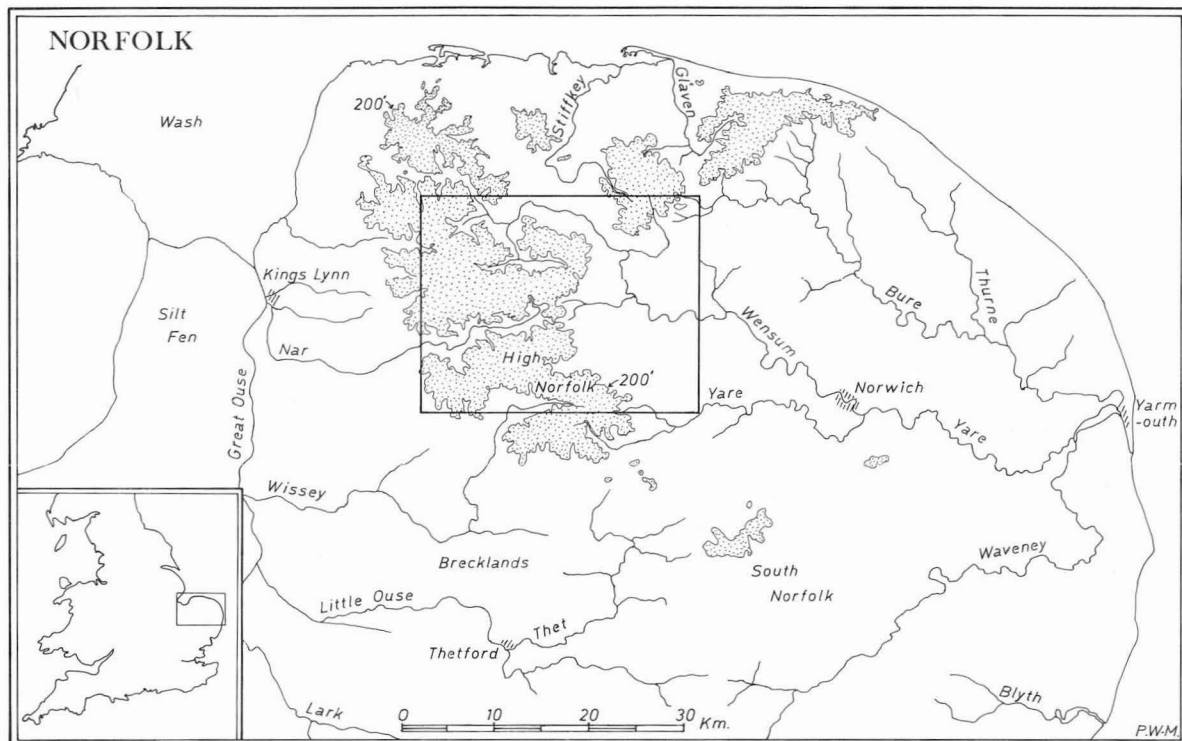 NORFOLK
Wash
200'
Stiffkey
Glaven
Kings Lynn
Silt
Fen
Nar
Great Ouse
High
Norfolk
200'
Bure
Thurne
Wensum
Norwich
Yare
Yare
Yarm
-outh
Wissey
Brecklands
South
Norfolk
Waveney
Little Ouse
Thet
Thetford
Lark
Blyth
0 10 20 30 Km.
P.W-M.